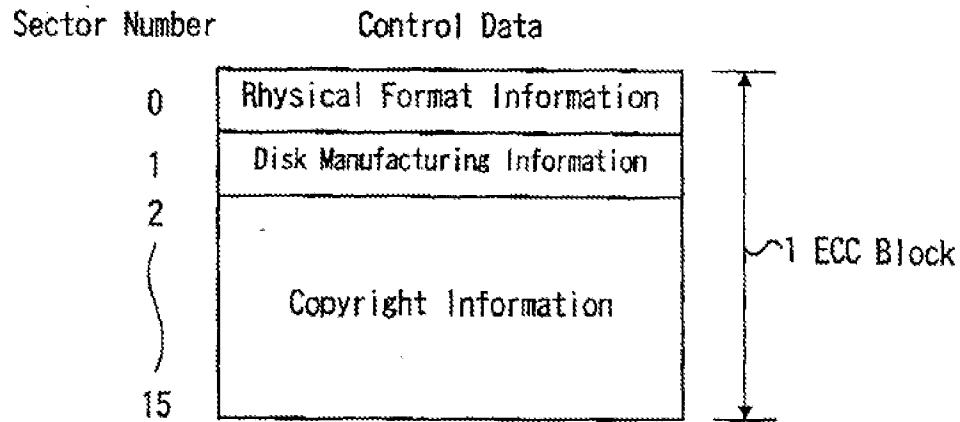 Sector Number Control Data
0 Rhysical Format Information
1 Disk Manufacturing Information
2
1 ECC Block
Copyright Information
15